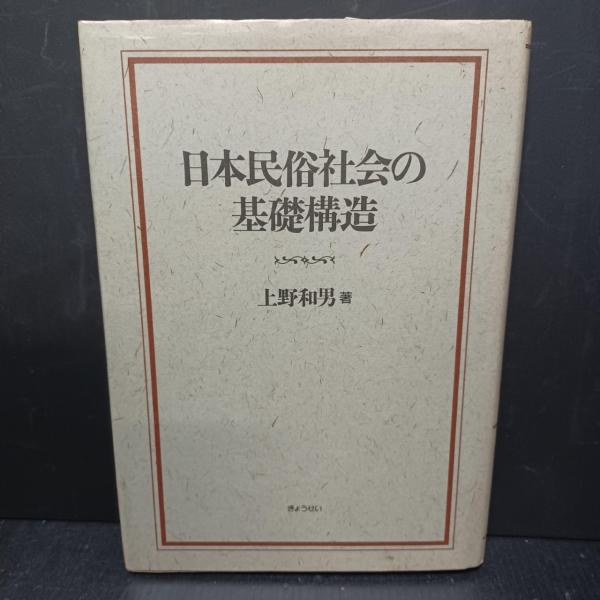 日本民俗社会の
基礎構造
上野和男著
ぎょうせい